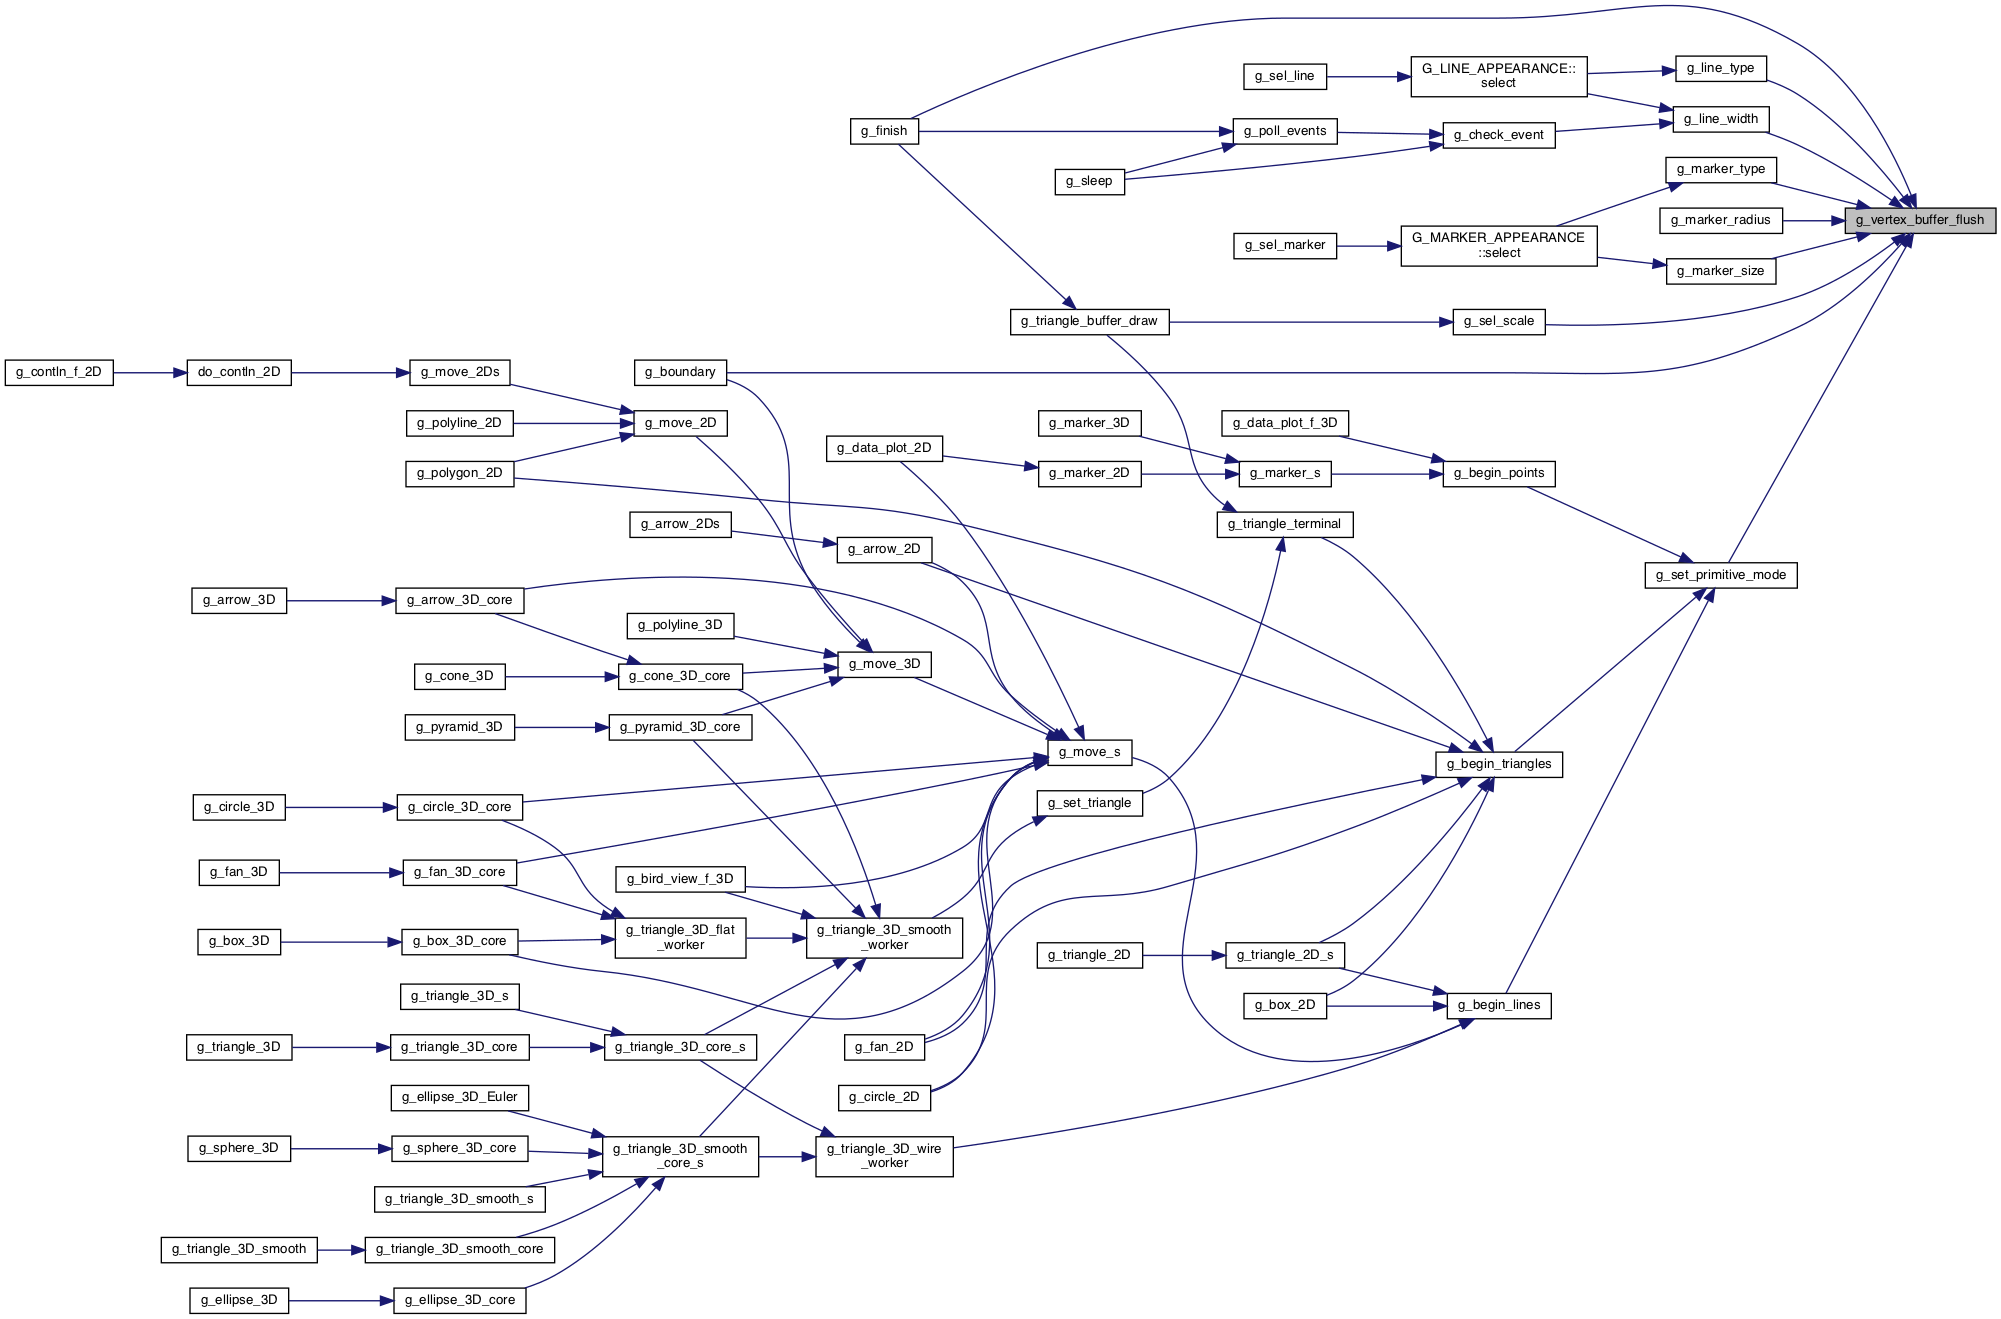 g_sel_line
G_LINE_APPEARANCE::
select
g_line_type
g_finish
g_poll_events
g_check_event
g_line_width
g_sleep
g_marker_type
g_marker_radius
g_vertex_buffer_flush
g_sel_marker
G_MARKER_APPEARANCE
::select
g_marker_size
g_triangle_buffer_draw
g_sel_scale
g_contln_f_2D
do_contln_2D
g_move_2Ds
g_boundary
g_polyline_2D
g_move_2D
g_marker_3D
g_data_plot_f_3D
g_data_plot_2D
g_polygon_2D
g_marker_2D
g_marker_s
g_begin_points
g_arrow_2Ds
g_triangle_terminal
g_arrow_2D
g_set_primitive_mode
g_arrow_3D
g_arrow_3D_core
g_polyline_3D
g_move_3D
g_cone_3D
g_cone_3D_core
g_pyramid_3D
g_pyramid_3D_core
g_move_s
g_begin_triangles
g_circle_3D
g_circle_3D_core
g_set_triangle
g_fan_3D
g_fan_3D_core
g_bird_view_f_3D
g_box_3D
g_box_3D_core
g_triangle_3D_flat
_worker
g_triangle_3D_smooth
_worker
g_triangle_2D
g_triangle_2D_s
g_triangle_3D_s
g_box_2D
g_begin_lines
g_triangle_3D
g_triangle_3D_core
g_triangle_3D_core_s
g_fan_2D
g_ellipse_3D_Euler
g_circle_2D
g_sphere_3D
g_sphere_3D_core
g_triangle_3D_smooth
_core_s
g_triangle_3D_wire
_worker
g_triangle_3D_smooth_s
g_triangle_3D_smooth
g_triangle_3D_smooth_core
g_ellipse_3D
g_ellipse_3D_core